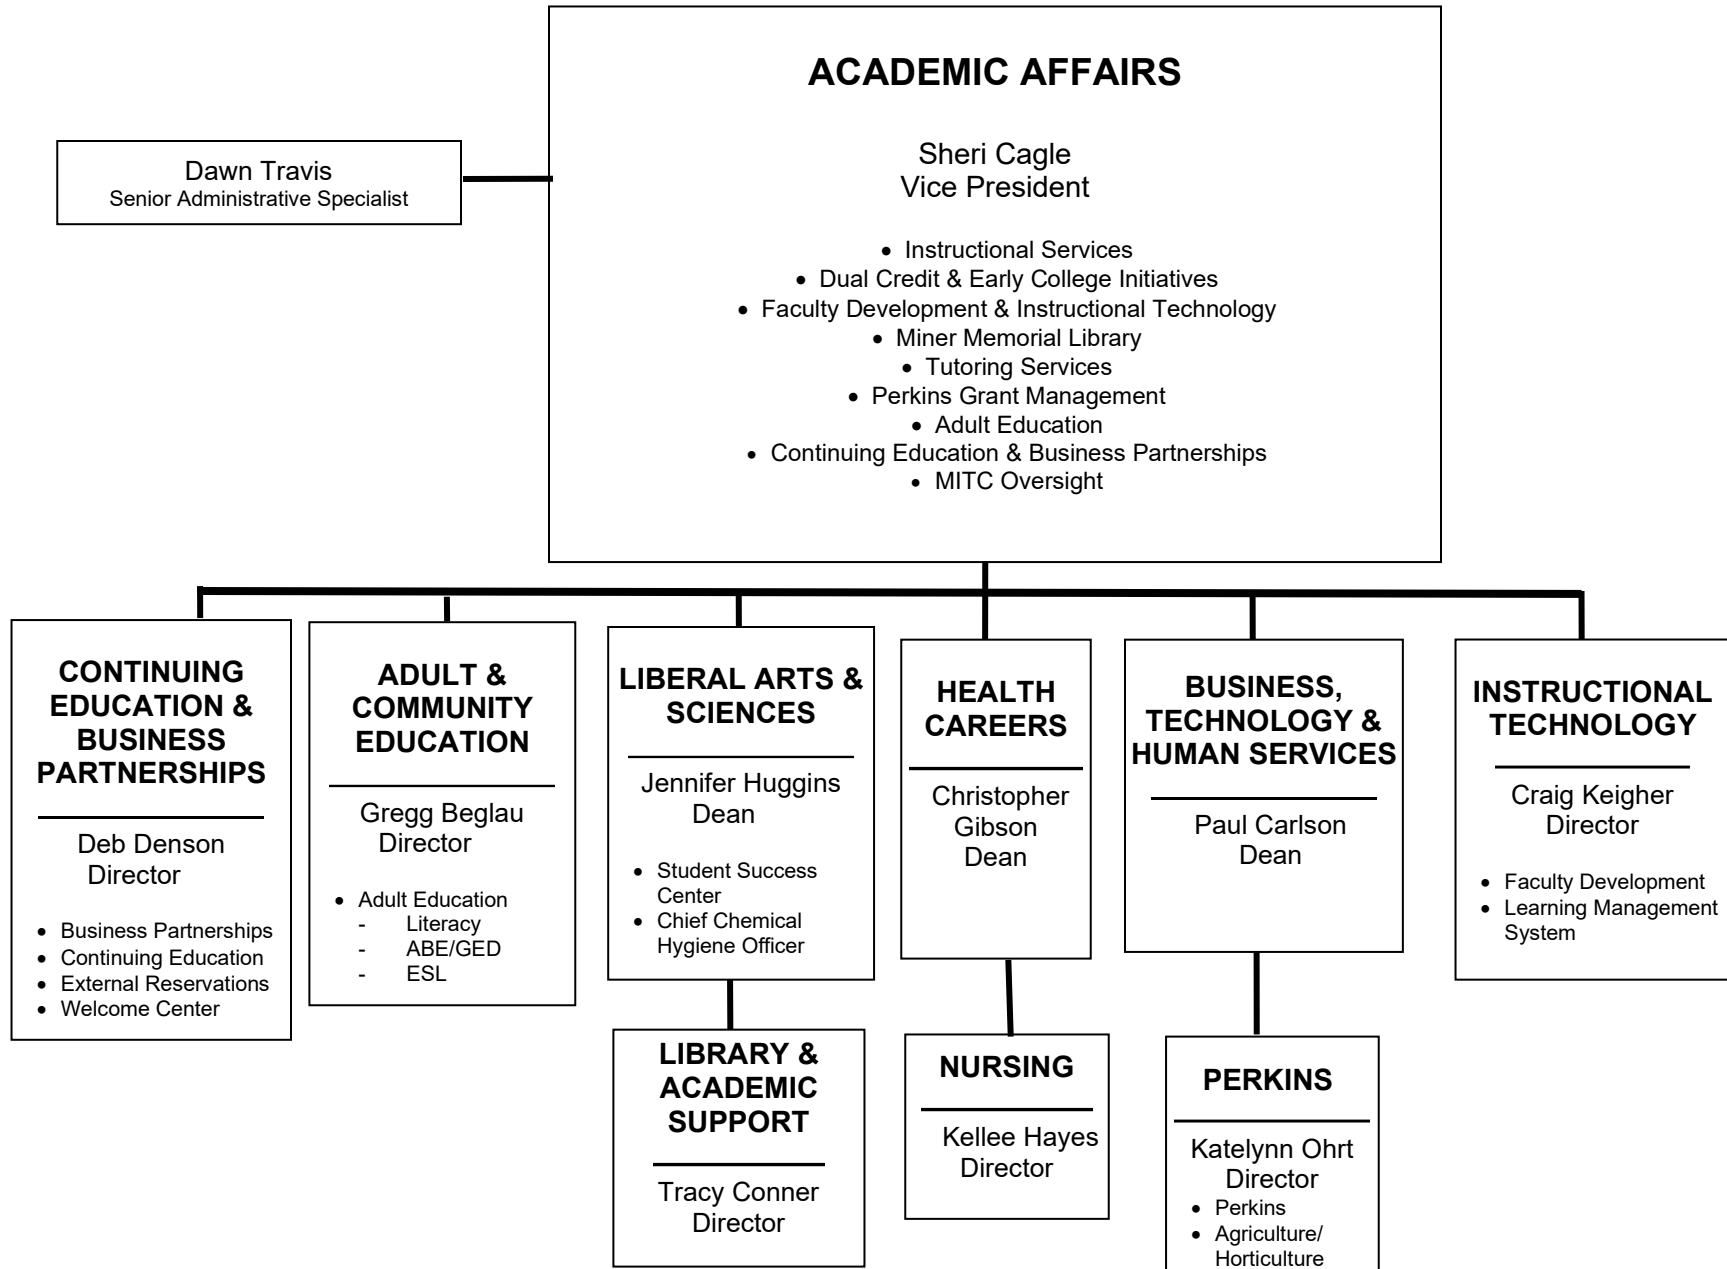 ACADEMIC AFFAIRS
Sheri Cagle
Vice President
• Instructional Services
• Dual Credit & Early College Initiatives
• Faculty Development & Instructional Technology
• Miner Memorial Library
• Tutoring Services
• Perkins Grant Management
• Adult Education
• Continuing Education & Business Partnerships
• MITC Oversight
Dawn Travis
Senior Administrative Specialist
CONTINUING
EDUCATION &
BUSINESS
PARTNERSHIPS
Deb Denson
Director
• Business Partnerships
• Continuing Education
• External Reservations
• Welcome Center
ADULT &
COMMUNITY
EDUCATION
Gregg Beglau
Director
• Adult Education
- Literacy
- ABE/GED
- ESL
LIBERAL ARTS &
SCIENCES
Jennifer Huggins
Dean
• Student Success
Center
• Chief Chemical
Hygiene Officer
HEALTH
CAREERS
Christopher
Gibson
Dean
BUSINESS,
TECHNOLOGY &
HUMAN SERVICES
Paul Carlson
Dean
INSTRUCTIONAL
TECHNOLOGY
Craig Keigher
Director
• Faculty Development
• Learning Management
System
LIBRARY &
ACADEMIC
SUPPORT
Tracy Conner
Director
NURSING
Kellee Hayes
Director
PERKINS
Katelynn Ohrt
Director
• Perkins
• Agriculture/
Horticulture